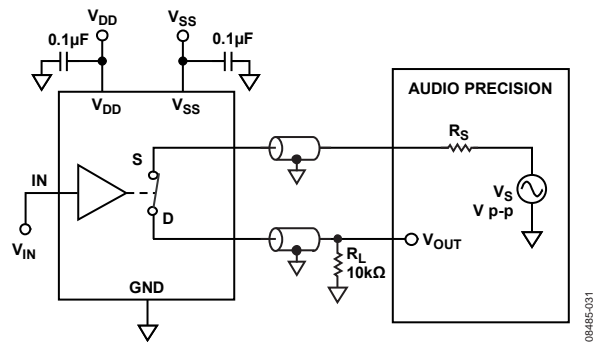 VDD
VSS
0.1µF
0.1µF
VDD
VSS
AUDIO PRECISION
RS
S
IN
VS
V p-p
D
VIN
VOUT
RL
10kΩ
GND
08485-031